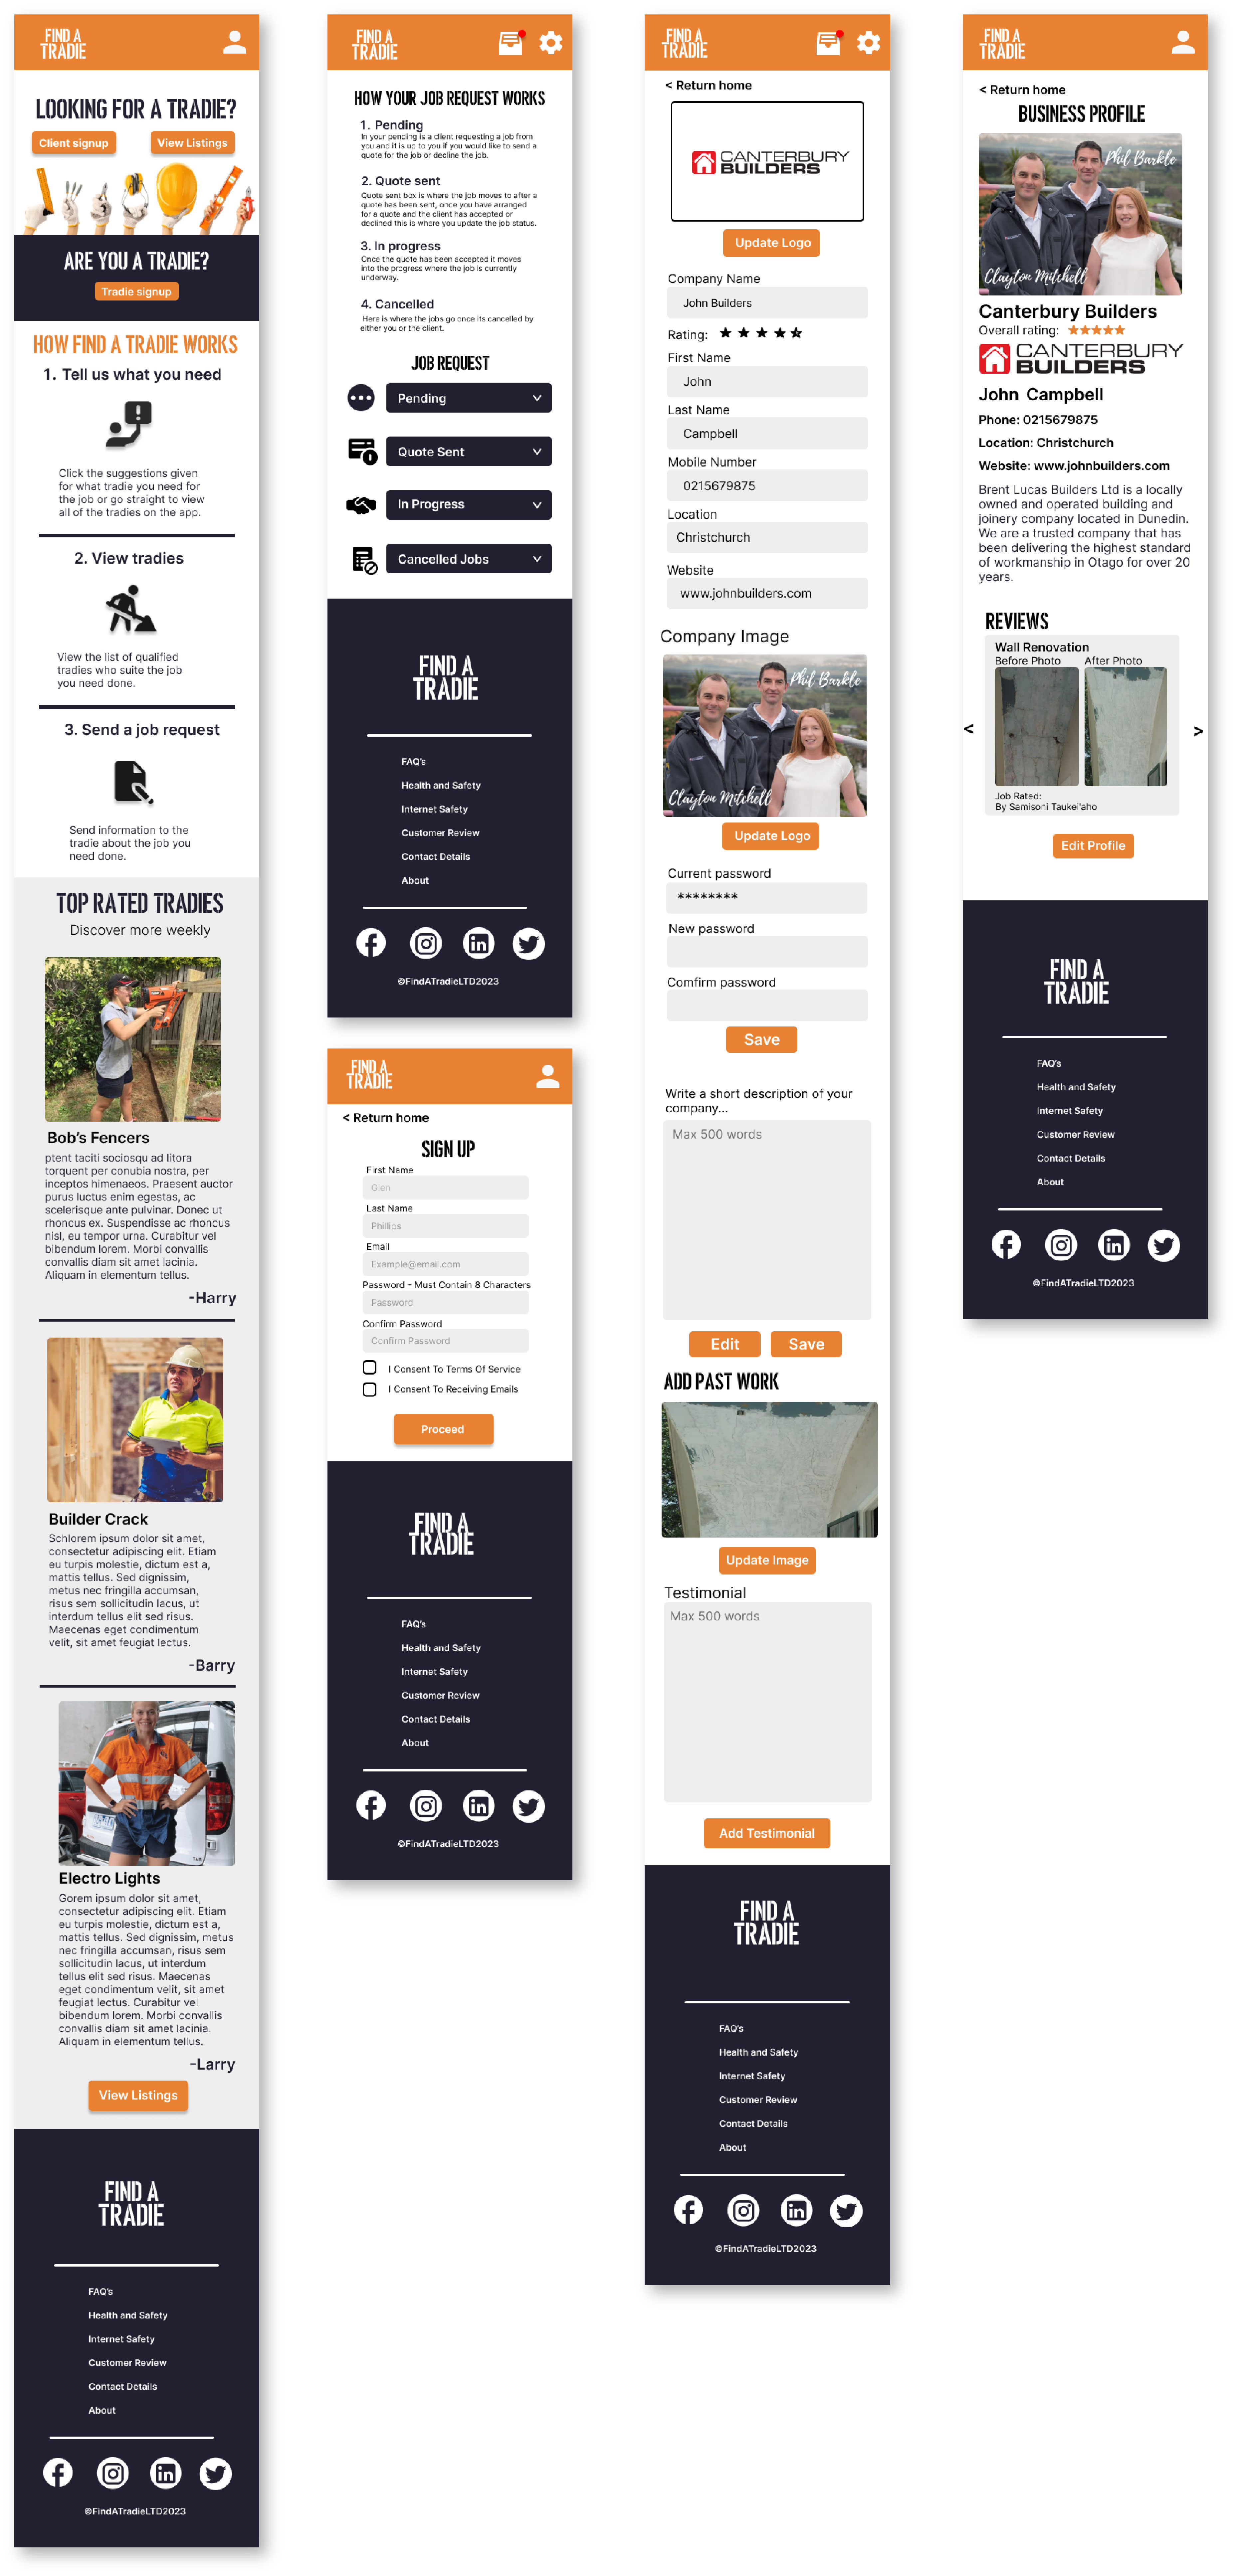 FIND A
TRADIE
LOOKING FOR A TRADIE?
Client signup
View Listings
ARE YOU A TRADIE?
Tradie signup
HOW FIND A TRADIE WORKS
1. Tell us what you need
Click the suggestions given
for what tradie you need for
the job or go straight to view
all of the tradies on the app.
2. View tradies
View the list of qualified
tradies who suite the job
you need done.
3. Send a job request
Send information to the
tradie about the job you
need done.
TOP RATED TRADIES
Discover more weekly
Bob's Fencers
ptent taciti sociosqu ad litora
torquent per conubia nostra, per
inceptos himenaeos. Praesent auctor
purus luctus enim egestas, ac
scelerisque ante pulvinar. Donec ut
rhoncus ex. Suspendisse ac rhoncus
nisl, eu tempor urna. Curabitur vel
bibendum lorem. Morbi convallis
convallis diam sit amet lacinia.
Aliquam in elementum tellus.
-Harry
Builder Crack
Schlorem ipsum dolor sit amet,
consectetur adipiscing elit. Etiam
eu turpis molestie, dictum est a,
mattis tellus. Sed dignissim,
metus nec fringilla accumsan,
risus sem sollicitudin lacus, ut
interdum tellus elit sed risus.
Maecenas eget condimentum
velit, sit amet feugiat lectus.
-Barry
Electro Lights
Gorem ipsum dolor sit amet,
consectetur adipiscing elit. Etiam
eu turpis molestie, dictum est a,
mattis tellus. Sed dignissim, metus
nec fringilla accumsan, risus sem
sollicitudin lacus, ut interdum
tellus elit sed risus. Maecenas
eget condimentum velit, sit amet
feugiat lectus. Curabitur vel
bibendum lorem. Morbi convallis
convallis diam sit amet lacinia.
Aliquam in elementum tellus.
-Larry
View Listings
FIND A
TRADIE
FAQ's
Health and Safety
Internet Safety
Customer Review
Contact Details
About
©FindATradieLTD2023
FIND A
TRADIE
HOW YOUR JOB REQUEST WORKS
1. Pending
In your pending is a client requesting a job from
you and it is up to you if you would like to send a
quote for the job or decline the job.
2. Quote sent
Quote sent box is where the job moves to after a
quote has been sent, once you have arranged
for a quote and the client has accepted or
declined this is where you update the job status.
3. In progress
Once the quote has been accepted it moves
into the progress where the job is currently
underway.
4. Cancelled
Here is where the jobs go once its cancelled by
either you or the client.
JOB REQUEST
Pending
Quote Sent
In Progress
Cancelled Jobs
FIND A
TRADIE
FAQ's
Health and Safety
Internet Safety
Customer Review
Contact Details
About
©FindATradieLTD2023
FIND A
TRADIE
< Return home
SIGN UP
First Name
Glen
Last Name
Phillips
Email
Example@email.com
Password - Must Contain 8 Characters
Password
Confirm Password
Confirm Password
I Consent To Terms Of Service
I Consent To Receiving Emails
Proceed
FIND A
TRADIE
FAQ's
Health and Safety
Internet Safety
Customer Review
Contact Details
About
©FindATradieLTD2023
FIND A
TRADIE
< Return home
CANTERBURY
BUILDERS
Update Logo
Company Name
John Builders
Rating:
First Name
John
Last Name
Campbell
Mobile Number
0215679875
Location
Christchurch
Website
www.johnbuilders.com
Company Image
Phil Barkle
Clayton Mitchell
Update Logo
Current password
********
New password
Comfirm password
Save
Write a short description of your
company...
Max 500 words
Edit
Save
ADD PAST WORK
Update Image
Testimonial
Max 500 words
Add Testimonial
FIND A
TRADIE
FAQ's
Health and Safety
Internet Safety
Customer Review
Contact Details
About
©FindATradieLTD2023
FIND A
TRADIE
< Return home
BUSINESS PROFILE
Phil Barkle
Clayton Mitchell
Canterbury Builders
Overall rating:
CANTERBURY
BUILDERS
John Campbell
Phone: 0215679875
Location: Christchurch
Website: www.johnbuilders.com
Brent Lucas Builders Ltd is a locally
owned and operated building and
joinery company located in Dunedin.
We are a trusted company that has
been delivering the highest standard
of workmanship in Otago for over 20
years.
REVIEWS
Wall Renovation
Before Photo
After Photo
<
>
Job Rated:
By Samisoni Taukei'aho
Edit Profile
FIND A
TRADIE
FAQ's
Health and Safety
Internet Safety
Customer Review
Contact Details
About
©FindATradieLTD2023